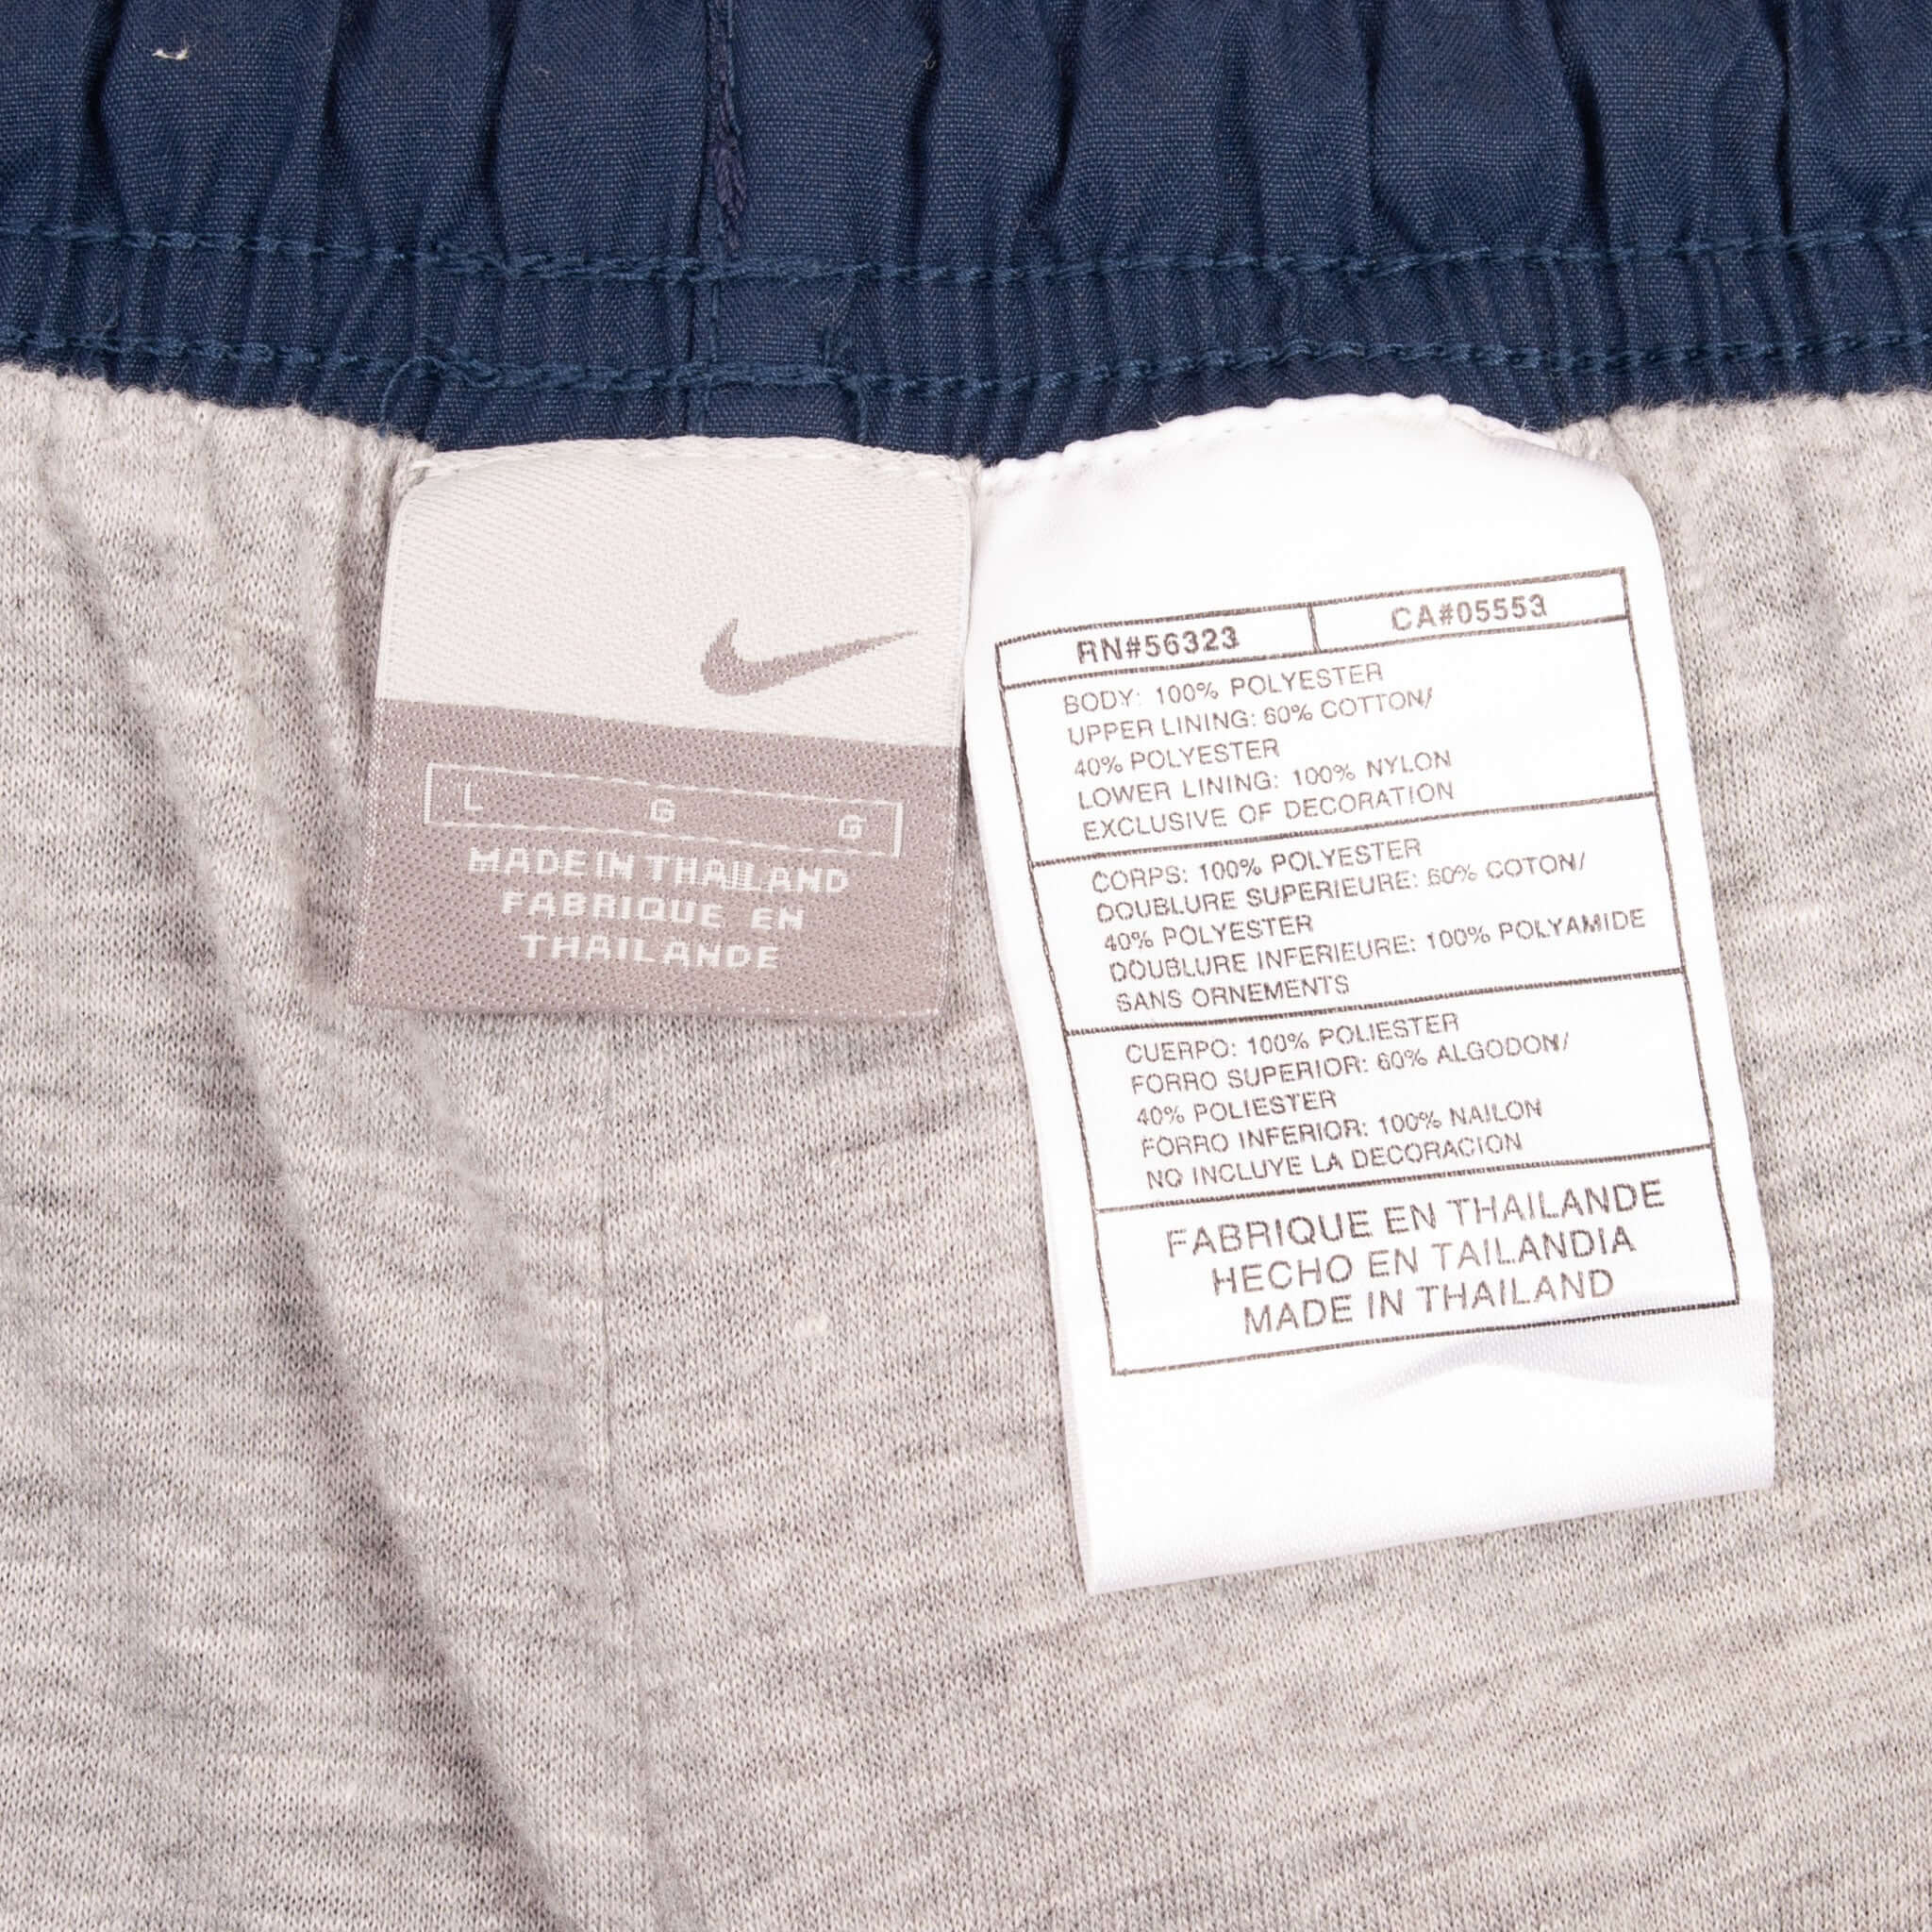 L G G
MADE IN THAILAND
FABRIQUE EN
THAILANDE
RN#56323 CA#05553
BODY: 100% POLYESTER
UPPER LINING: 60% COTTON/
40% POLYESTER
LOWER LINING: 100% NYLON
EXCLUSIVE OF DECORATION
CORPS: 100% POLYESTER
DOUBLURE SUPERIEURE: 60% COTON/
40% POLYESTER
DOUBLURE INFERIEURE: 100% POLYAMIDE
SANS ORNEMENTS
CUERPO: 100% POLIESTER
FORRO SUPERIOR: 60% ALGODON/
40% POLIESTER
FORRO INFERIOR: 100% NAILON
NO INCLUYE LA DECORACION
FABRIQUE EN THAILANDE
HECHO EN TAILANDIA
MADE IN THAILAND